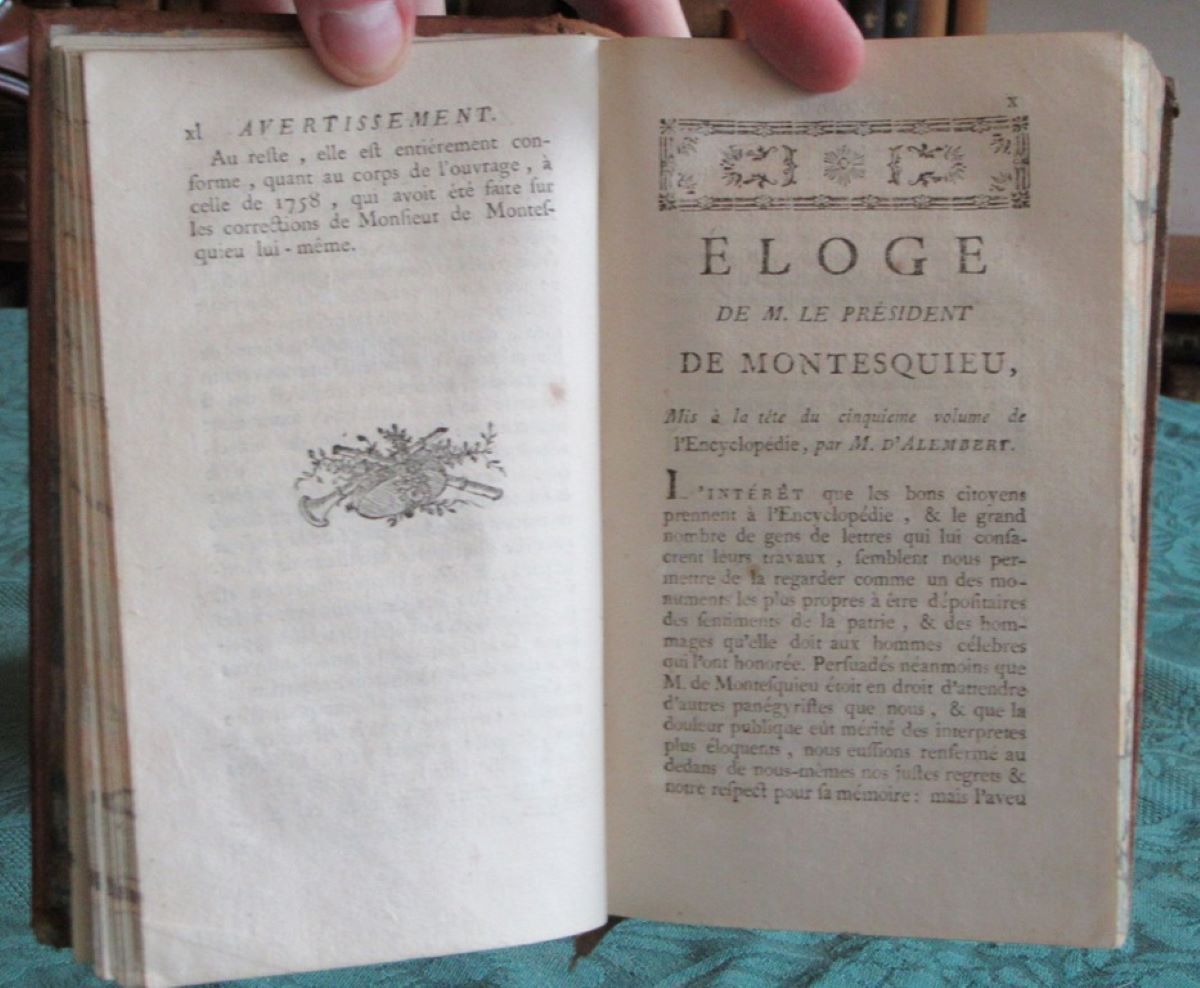 xl AVERTISSEMENT.
Au reſte , elle eſt entiérement con-
forme , quant au corps de l'ouvrage , à
celle de 1758 , qui avoit été faite ſur
les corrections de Monſieur de Monteſ-
quieu lui-même.
x
ÉLOGE
DE M. LE PRÉSIDENT
DE MONTESQUIEU,
Mis à la tête du cinquieme volume de
l'Encyclopédie, par M. D'ALEMBERT.
L'INTÉRÊT que les bons citoyens
prennent à l'Encyclopédie , & le grand
nombre de gens de lettres qui lui conſa-
crent leurs travaux , ſemblent nous per-
mettre de la regarder comme un des mo-
numents les plus propres à être dépoſitaires
des ſentiments de la patrie , & des hom-
mages qu'elle doit aux hommes célebres
qui l'ont honorée. Perſuadés néanmoins que
M. de Monteſquieu étoit en droit d'attendre
d'autres panégyriſtes que nous , & que la
douleur publique eût mérité des interpretes
plus éloquents , nous euſſions renfermé au
dedans de nous-mêmes nos juſtes regrets &
notre reſpect pour ſa mémoire : mais l'aveu